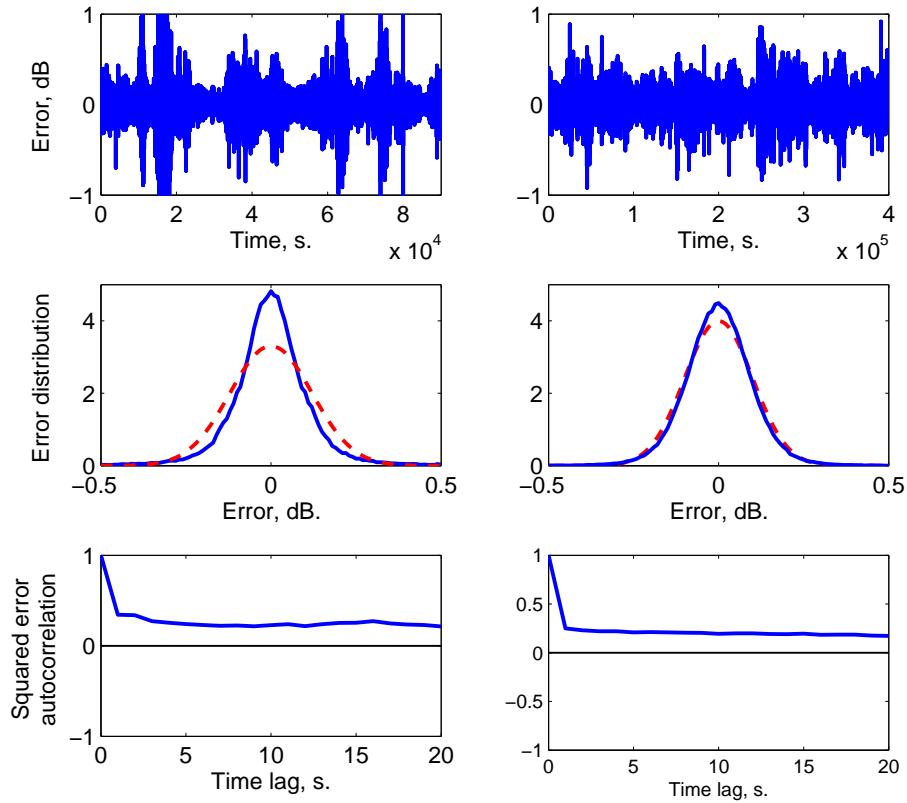 1
0
−1
Error, dB
0 2 4 6 8
Time, s.
x 10^4
1
0
−1
0 1 2 3 4
Time, s.
x 10^5
4
2
0
Error distribution
−0.5 0 0.5
Error, dB.
4
2
0
−0.5 0 0.5
Error, dB.
1
0
−1
Squared error
autocorrelation
0 5 10 15 20
Time lag, s.
1
0.5
0
−0.5
−1
0 5 10 15 20
Time lag, s.